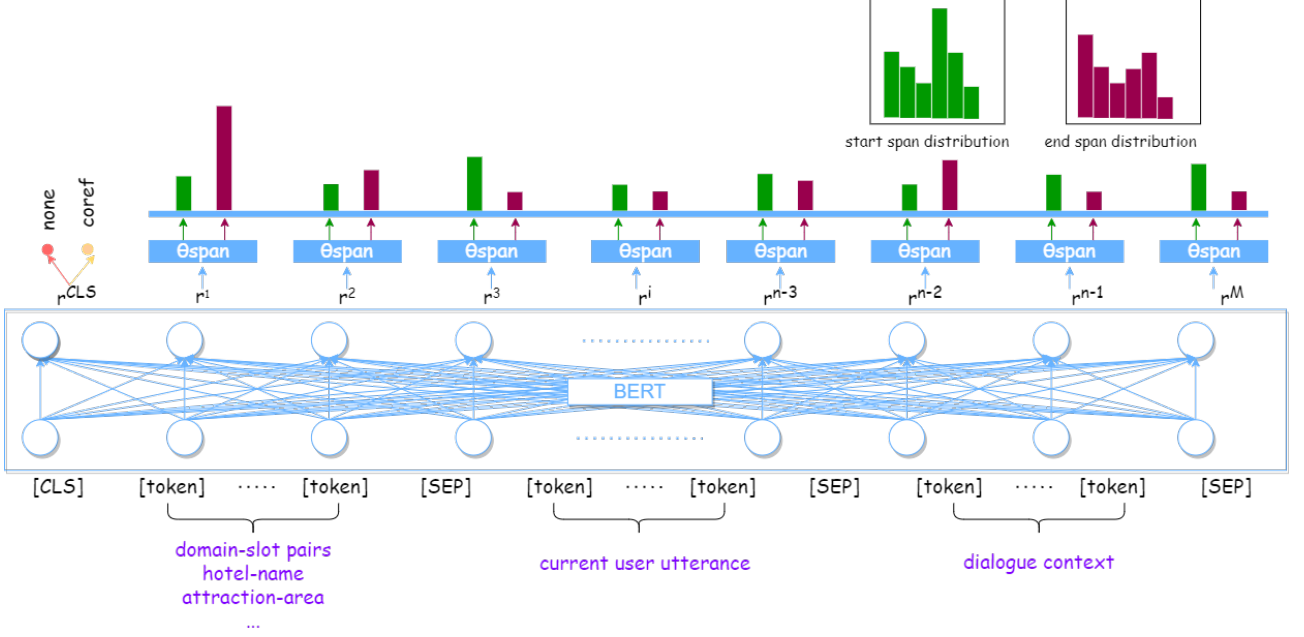 start span distribution
end span distribution
none
coref
θspan θspan θspan θspan θspan θspan θspan θspan
rCLS r1 r2 r3 ri rn-3 rn-2 rn-1 rM
BERT
[CLS] [token] ..... [token] [SEP] [token] ..... [token] [SEP] [token] ..... [token] [SEP]
domain-slot pairs
hotel-name
attraction-area
...
current user utterance
dialogue context